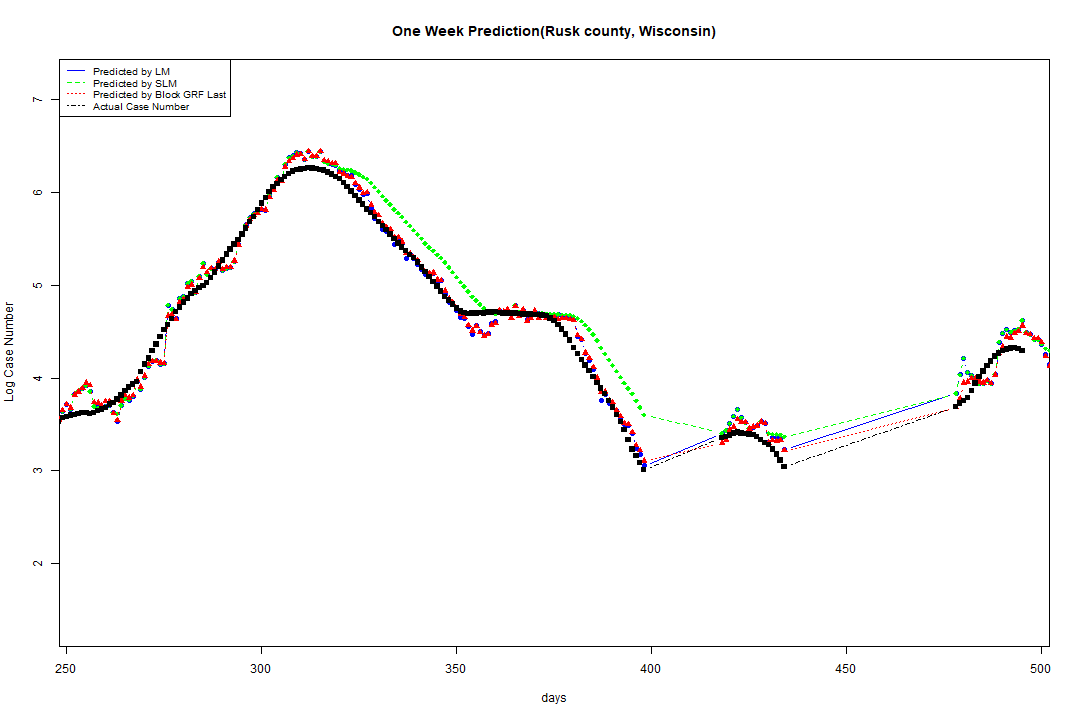 One Week Prediction(Rusk county, Wisconsin)
Predicted by LM
Predicted by SLM
Predicted by Block GRF Last
Actual Case Number
7
6
5
4
3
2
Log Case Number
250 300 350 400 450 500
days